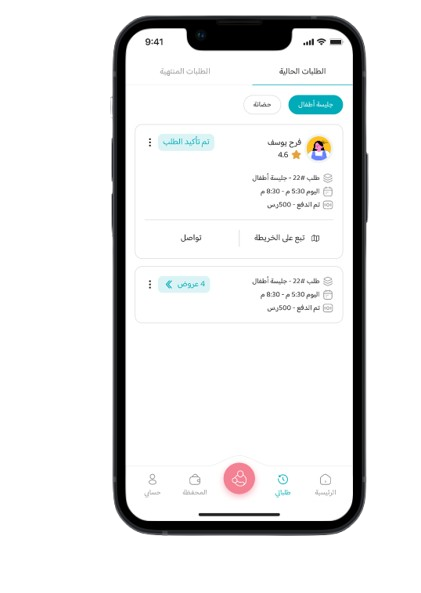 9:41
الطلبات الحالية
الطلبات المنتهية
جليسة أطفال
حضانة
فرح يوسف
4.6
تم تأكيد الطلب
طلب #22 - جليسة أطفال
اليوم 5:30 م - 8:30 م
تم الدفع - 500ر.س
تبع على الخريطة
تواصل
طلب #22 - جليسة أطفال
اليوم 5:30 م - 8:30 م
تم الدفع - 500ر.س
4 عروض
الرئيسية
طلباتي
المحفظة
حسابي